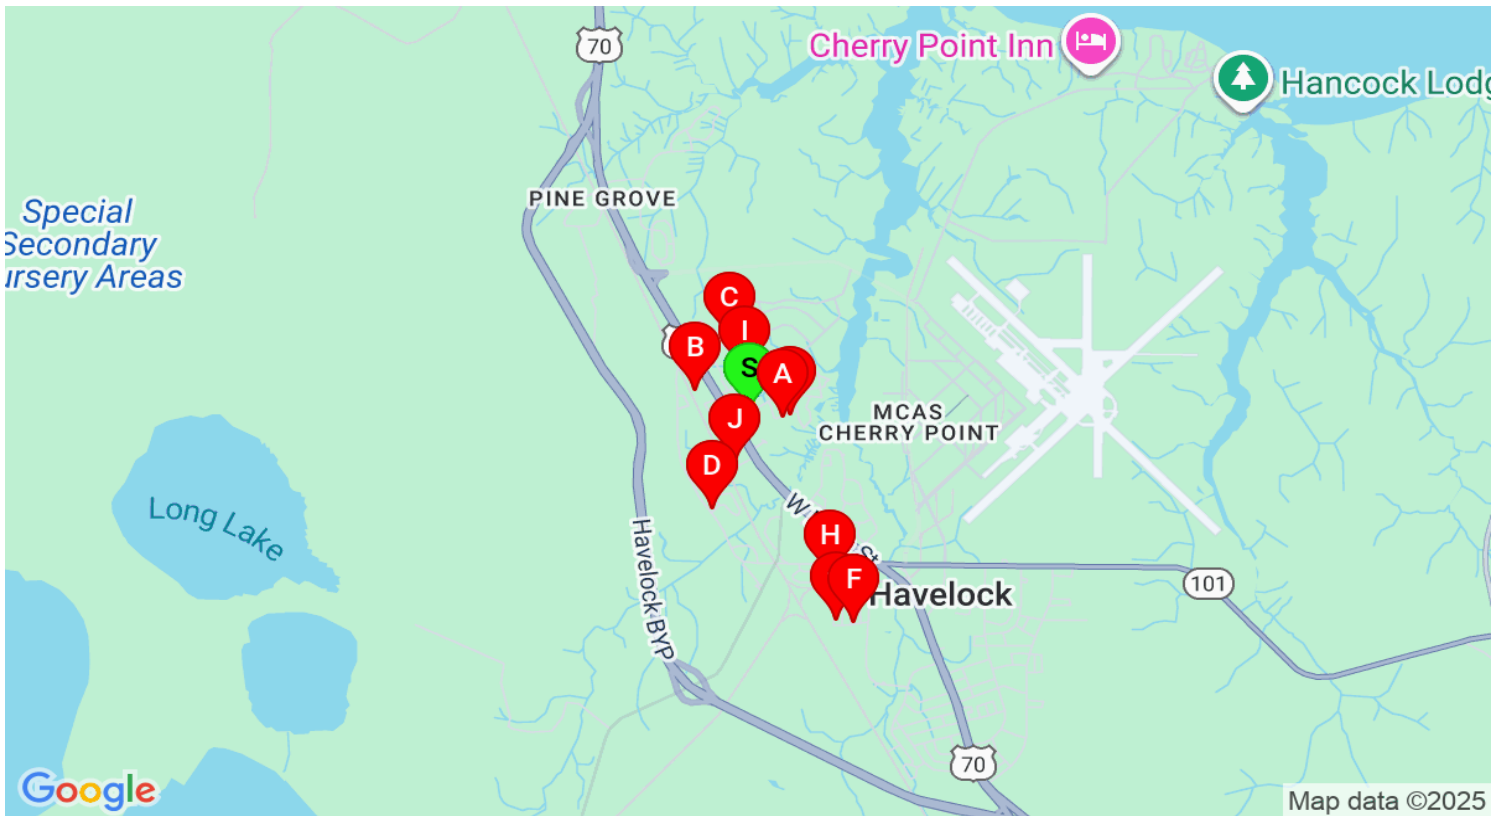 70
Cherry Point Inn
Hancock Lodg
PINE GROVE
Special
Secondary
ursery Areas
C
I
B
S
A
J
MCAS
CHERRY POINT
D
Long Lake
H
F
Havelock
Havelock BYP
101
70
Google
Map data ©2025